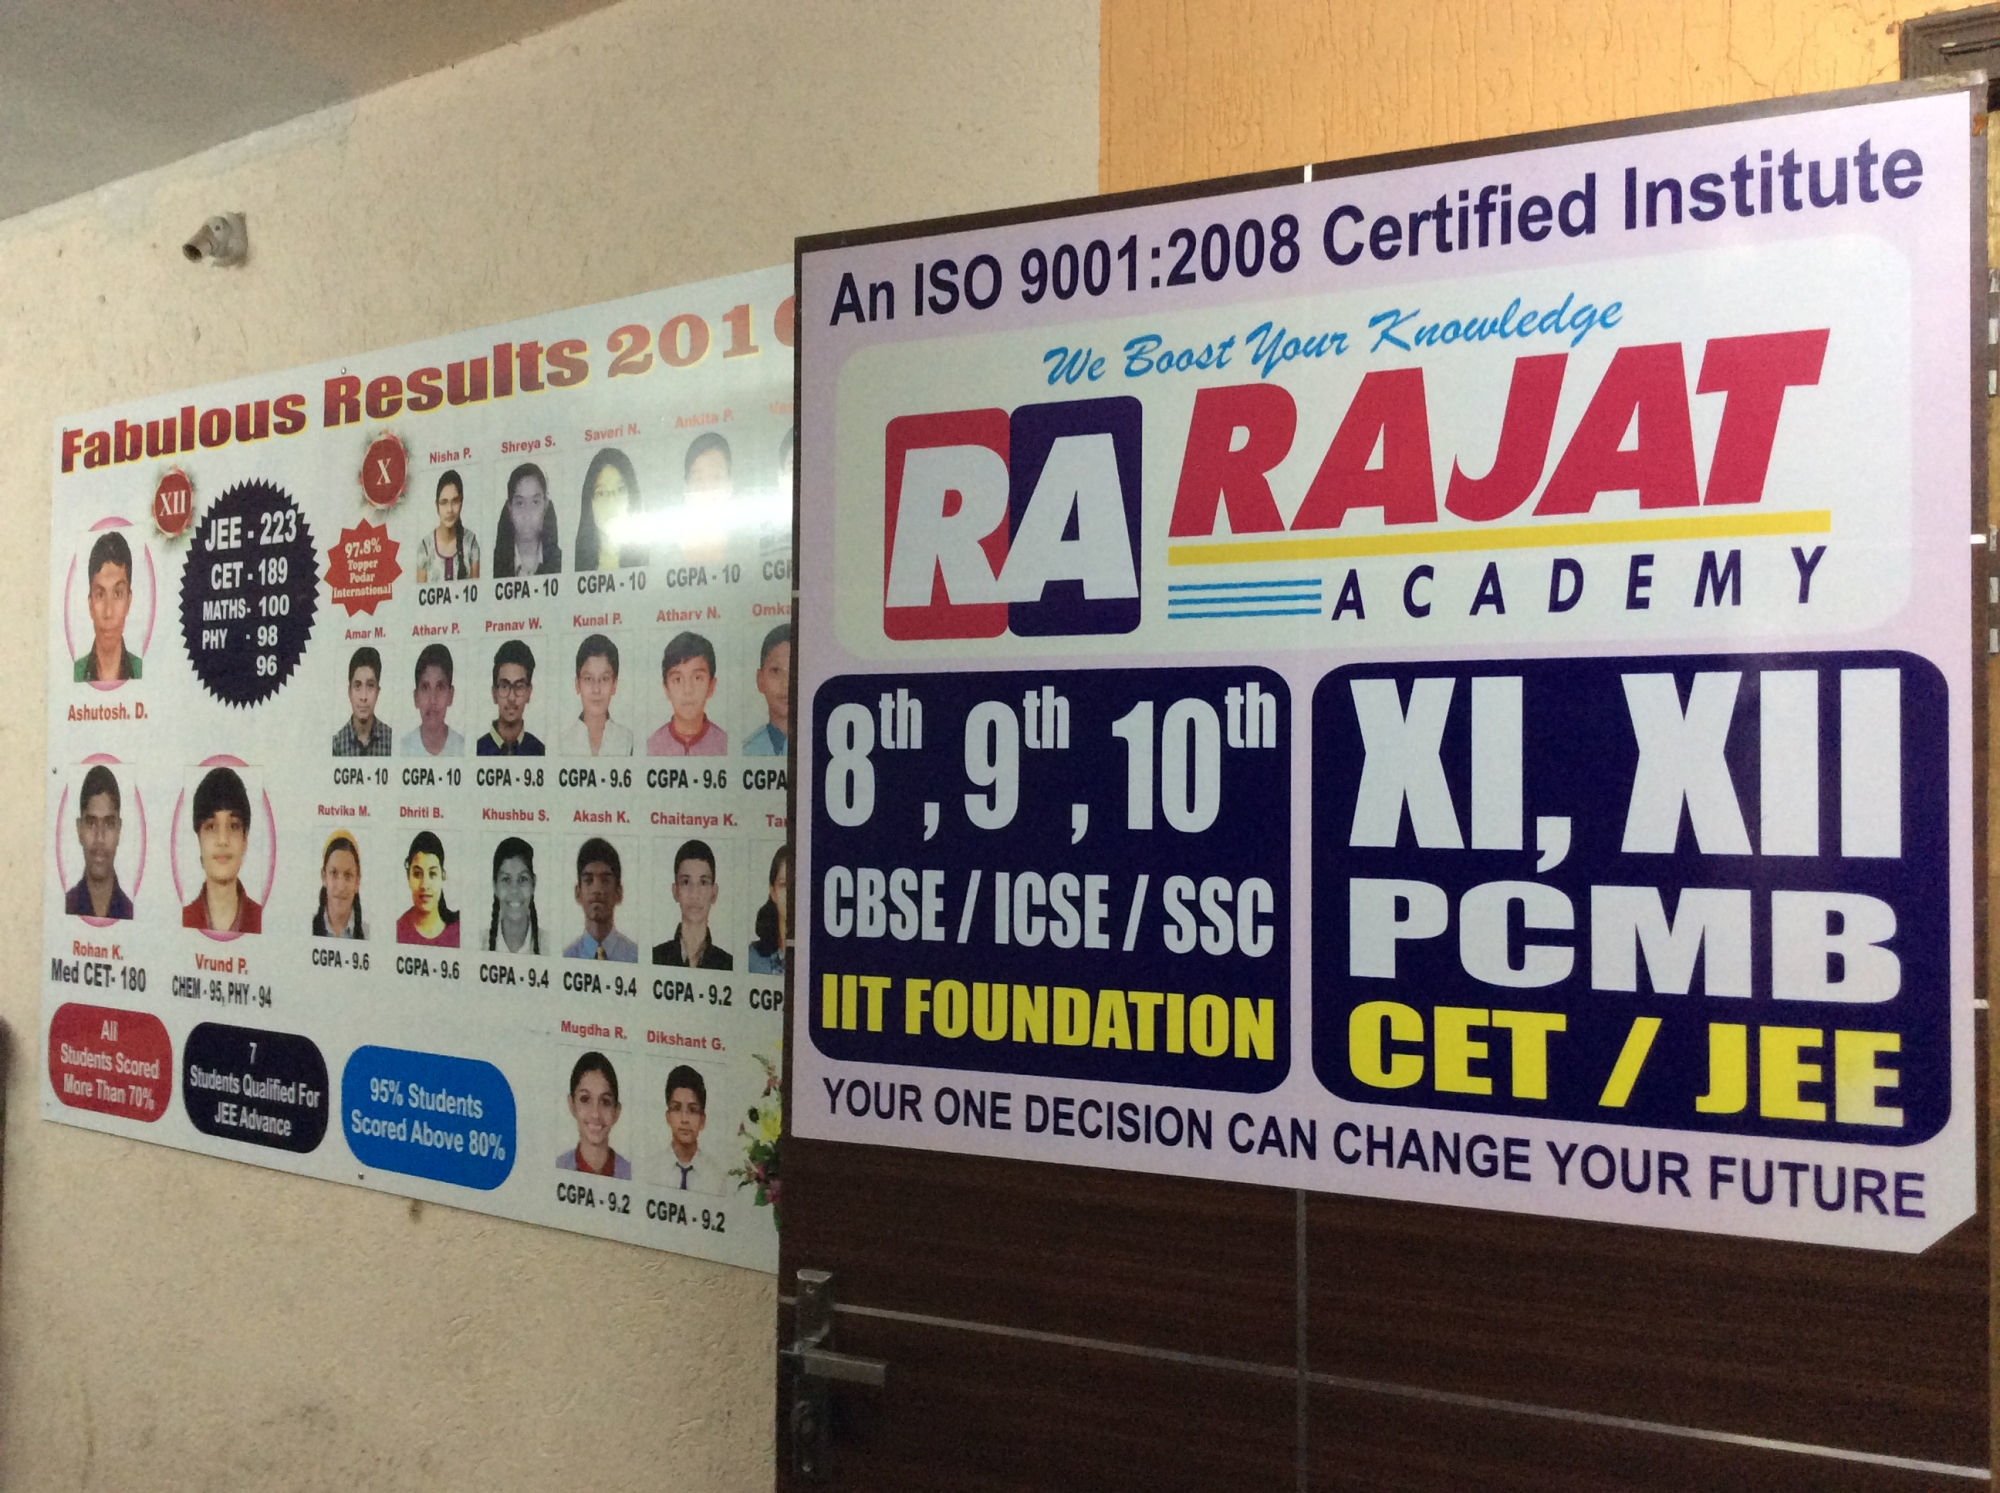 Fabulous Results 2016
XII
JEE - 223
CET - 189
MATHS- 100
PHY - 98
96
Ashutosh. D.
Rohan K.
Med CET- 180
Vrund P.
CHEM - 95, PHY - 94
X
97.8%
Topper
Podar
International
Nisha P.
Shreya S.
Saveri N.
Ankita P.
CGPA - 10
CGPA - 10
CGPA - 10
CGPA - 10
Amar M.
Atharv P.
Pranav W.
Kunal P.
Atharv N.
CGPA - 10
CGPA - 10
CGPA - 9.8
CGPA - 9.6
CGPA - 9.6
CGPA
Rutvika M.
Dhriti B.
Khushbu S.
Akash K.
Chaitanya K.
CGPA - 9.6
CGPA - 9.6
CGPA - 9.4
CGPA - 9.4
CGPA - 9.2
Mugdha R.
Dikshant G.
CGPA - 9.2
CGPA - 9.2
All
Students Scored
More Than 70%
7
Students Qualified For
JEE Advance
95% Students
Scored Above 80%
An ISO 9001:2008 Certified Institute
We Boost Your Knowledge
RA RAJAT
ACADEMY
8th, 9th, 10th
CBSE / ICSE / SSC
IIT FOUNDATION
XI, XII
PCMB
CET / JEE
YOUR ONE DECISION CAN CHANGE YOUR FUTURE